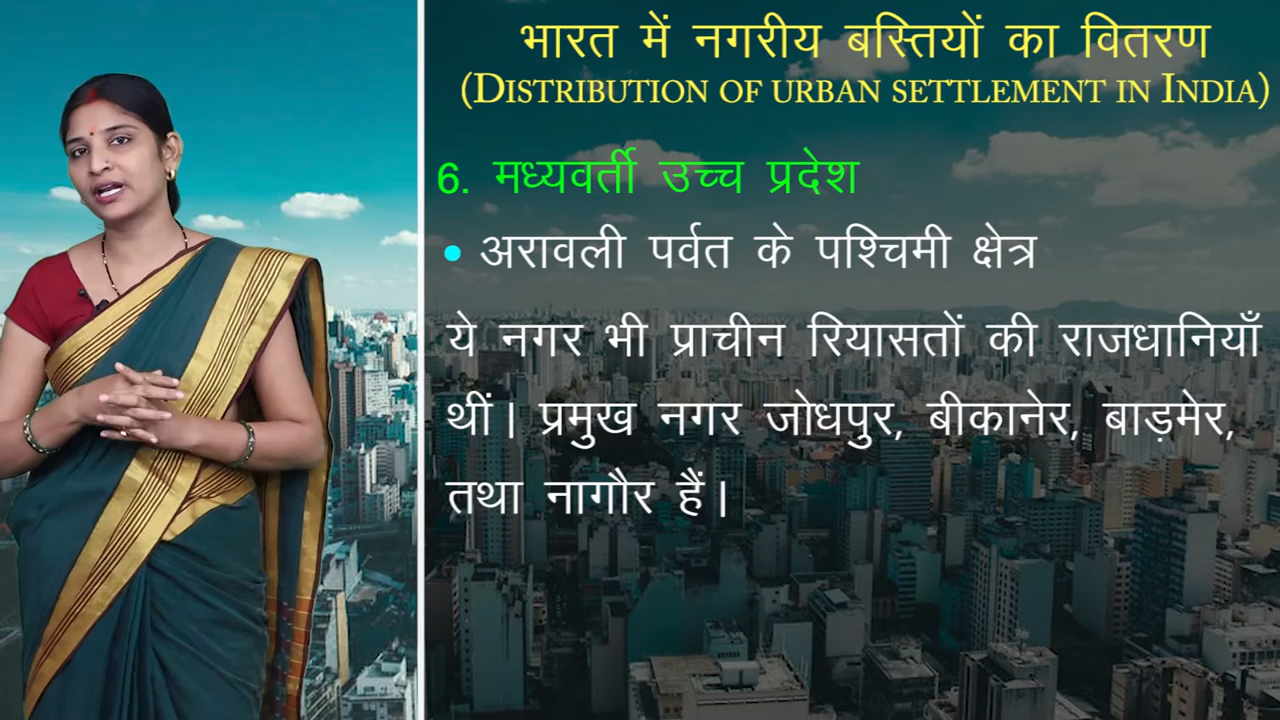 भारत में नगरीय बस्तियों का वितरण
(DISTRIBUTION OF URBAN SETTLEMENT IN INDIA)
6. मध्यवर्ती उच्च प्रदेश
• अरावली पर्वत के पश्चिमी क्षेत्र
ये नगर भी प्राचीन रियासतों की राजधानियाँ
थीं। प्रमुख नगर जोधपुर, बीकानेर, बाड़मेर,
तथा नागौर हैं।